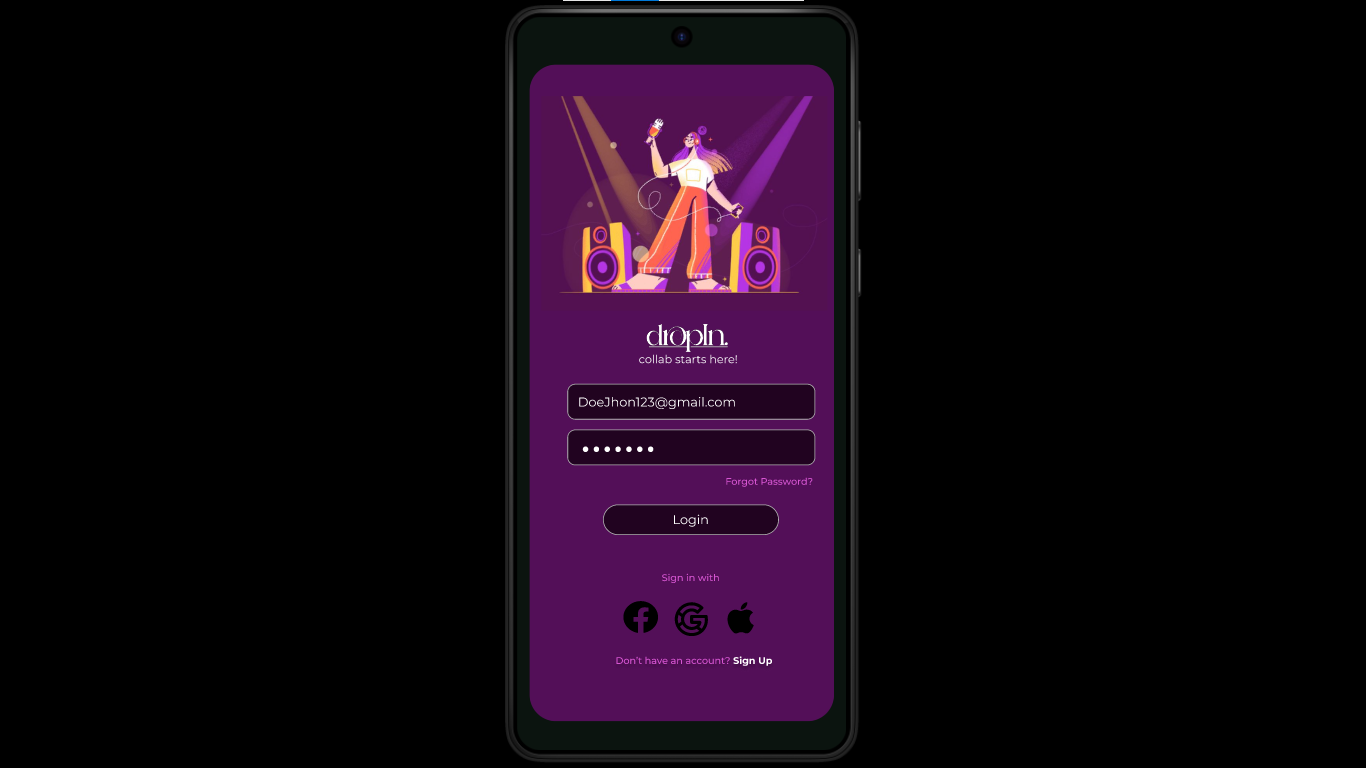 dropIn.
collab starts here!
DoeJhon123@gmail.com
Forgot Password?
Login
Sign in with
Don't have an account? Sign Up